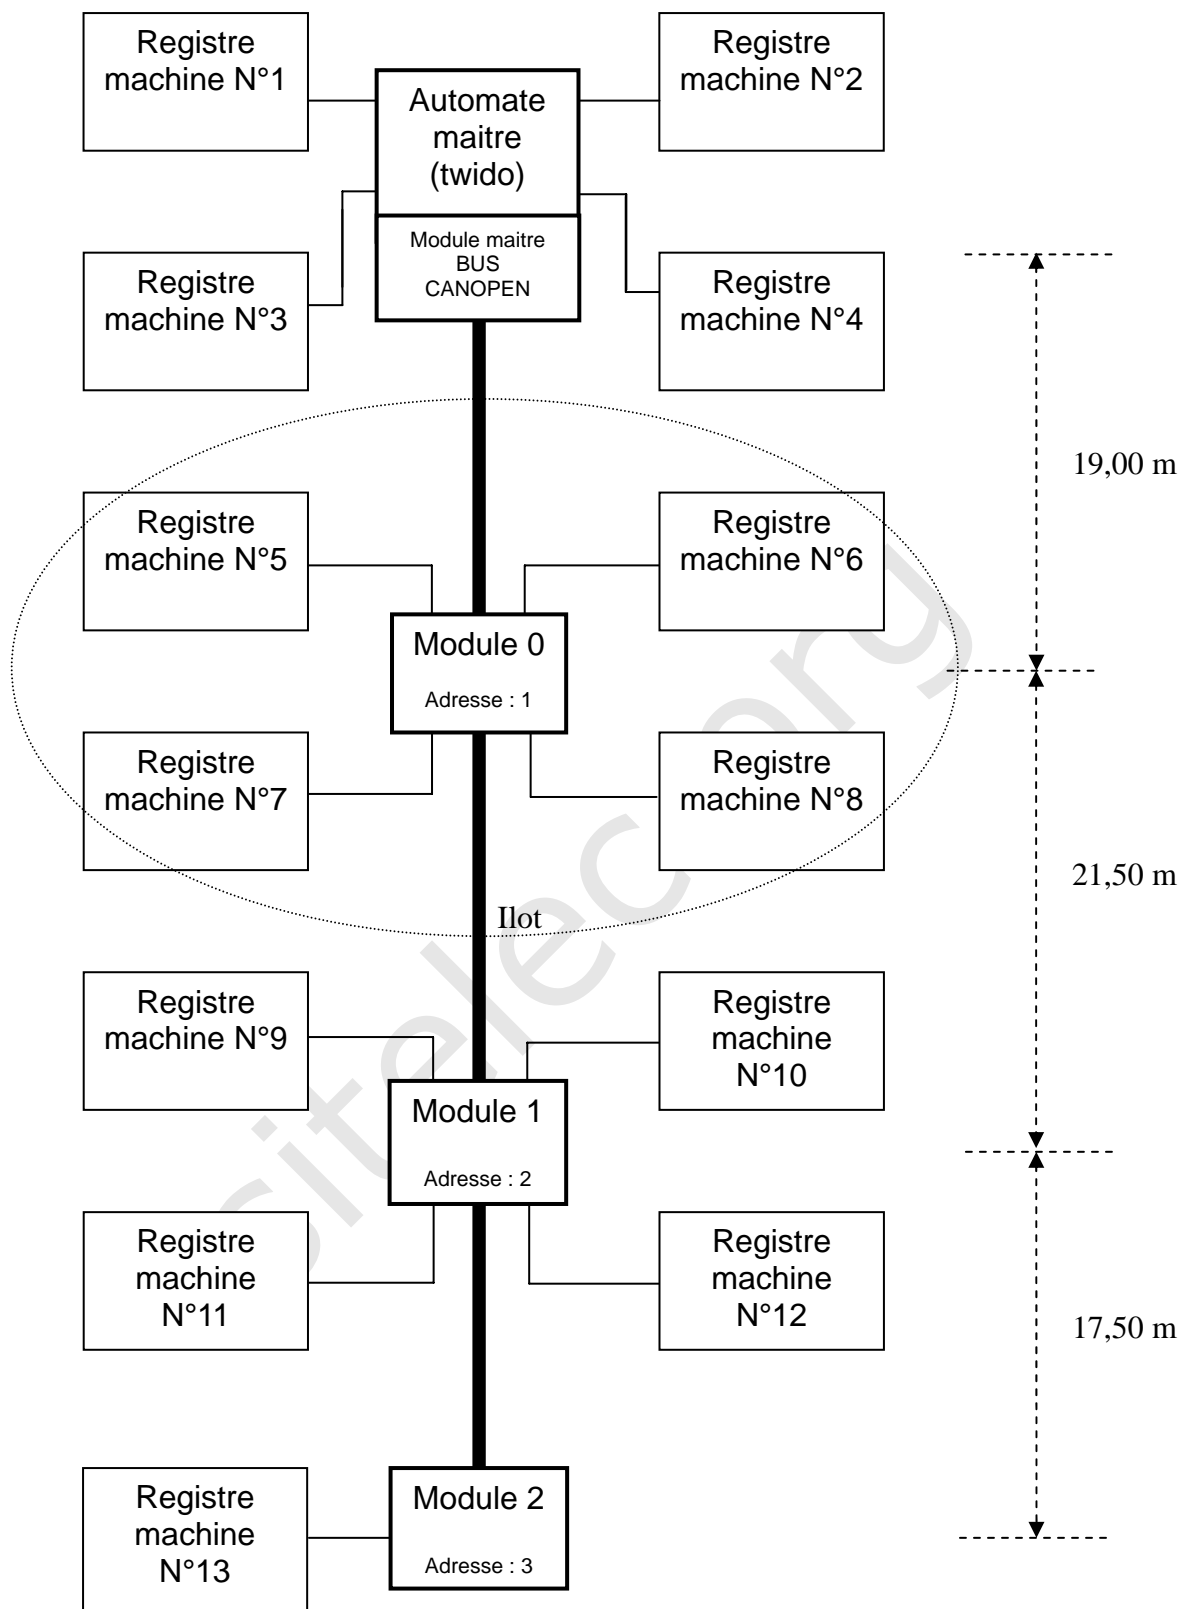 Registre
machine N°1
Automate
maitre
(twido)
Registre
machine N°2
Module maitre
BUS
CANOPEN
Registre
machine N°3
Registre
machine N°4
19,00 m
Registre
machine N°5
Registre
machine N°6
Module 0
Adresse : 1
Registre
machine N°7
Registre
machine N°8
21,50 m
Ilot
Registre
machine N°9
Registre
machine
N°10
Module 1
Adresse : 2
Registre
machine
N°11
Registre
machine
N°12
17,50 m
Registre
machine
N°13
Module 2
Adresse : 3
sitelec.org